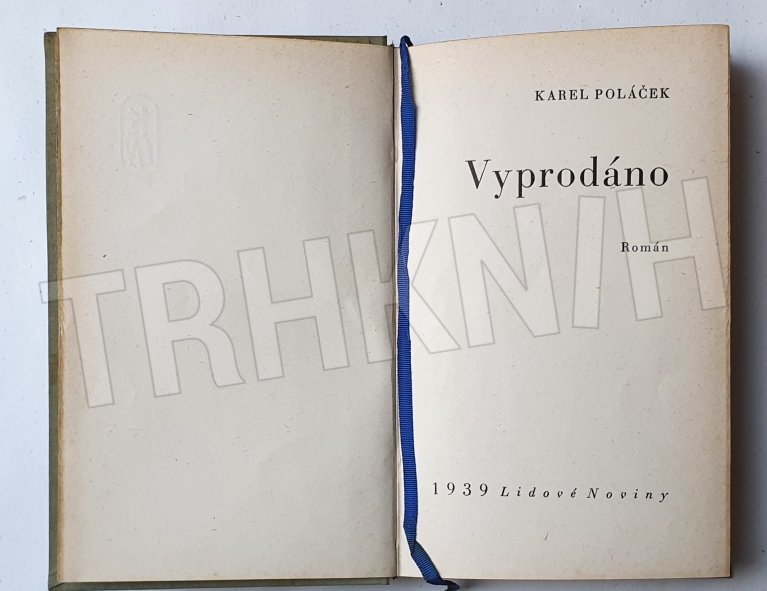 KAREL POLÁČEK
Vyprodáno
Román
TRHKNIH
1939 Lidové Noviny